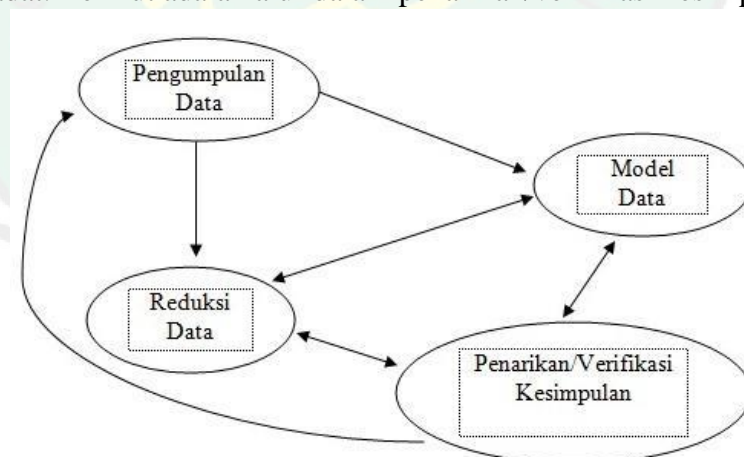 Pengumpulan
Data
Model
Data
Reduksi
Data
Penarikan/Verifikasi
Kesimpulan